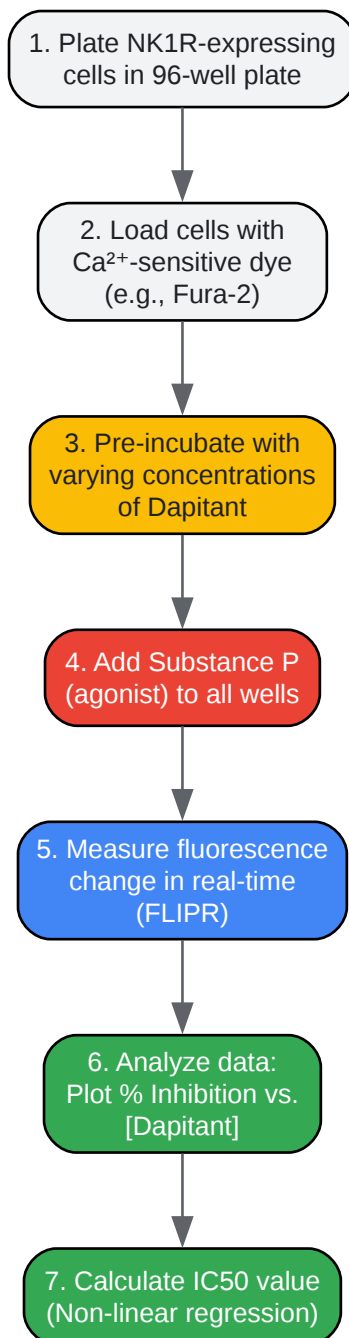 1. Plate NK1R-expressing
cells in 96-well plate
2. Load cells with
Ca²⁺-sensitive dye
(e.g., Fura-2)
3. Pre-incubate with
varying concentrations
of Dapitant
4. Add Substance P
(agonist) to all wells
5. Measure fluorescence
change in real-time
(FLIPR)
6. Analyze data:
Plot % Inhibition vs.
[Dapitant]
7. Calculate IC50 value
(Non-linear regression)